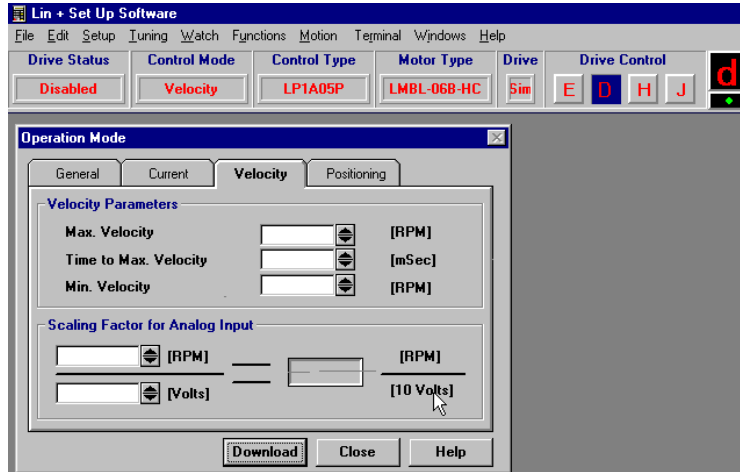 Lin + Set Up Software
File Edit Setup Tuning Watch Functions Motion Terminal Windows Help
Drive Status Control Mode Control Type Motor Type Drive Drive Control
Disabled Velocity LP1A05P LMBL-06B-HC Sim E D H J d
Operation Mode
General Current Velocity Positioning
Velocity Parameters
Max. Velocity [RPM]
Time to Max. Velocity [mSec]
Min. Velocity [RPM]
Scaling Factor for Analog Input
[RPM] [RPM]
[Volts] [10 Volts]
Download Close Help